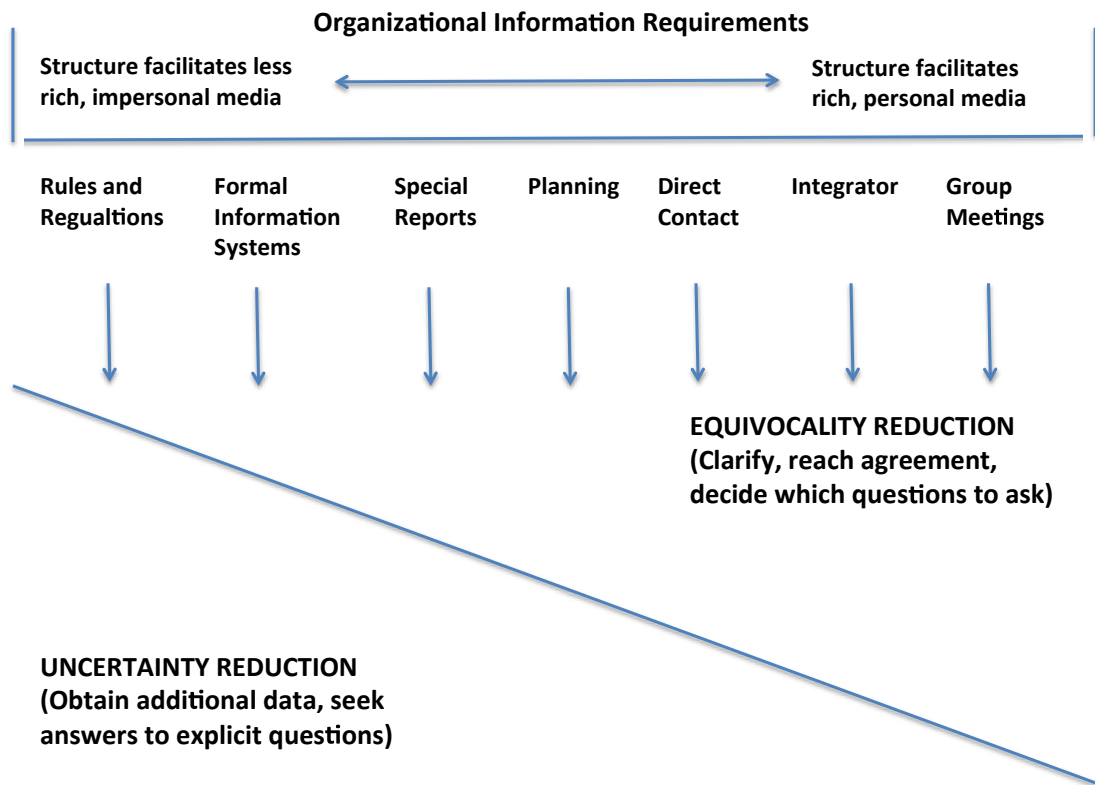 Organizational Information Requirements
Structure facilitates less
rich, impersonal media
Structure facilitates
rich, personal media
Rules and
Regualtions
Formal
Information
Systems
Special
Reports
Planning
Direct
Contact
Integrator
Group
Meetings
EQUIVOCALITY REDUCTION
(Clarify, reach agreement,
decide which questions to ask)
UNCERTAINTY REDUCTION
(Obtain additional data, seek
answers to explicit questions)